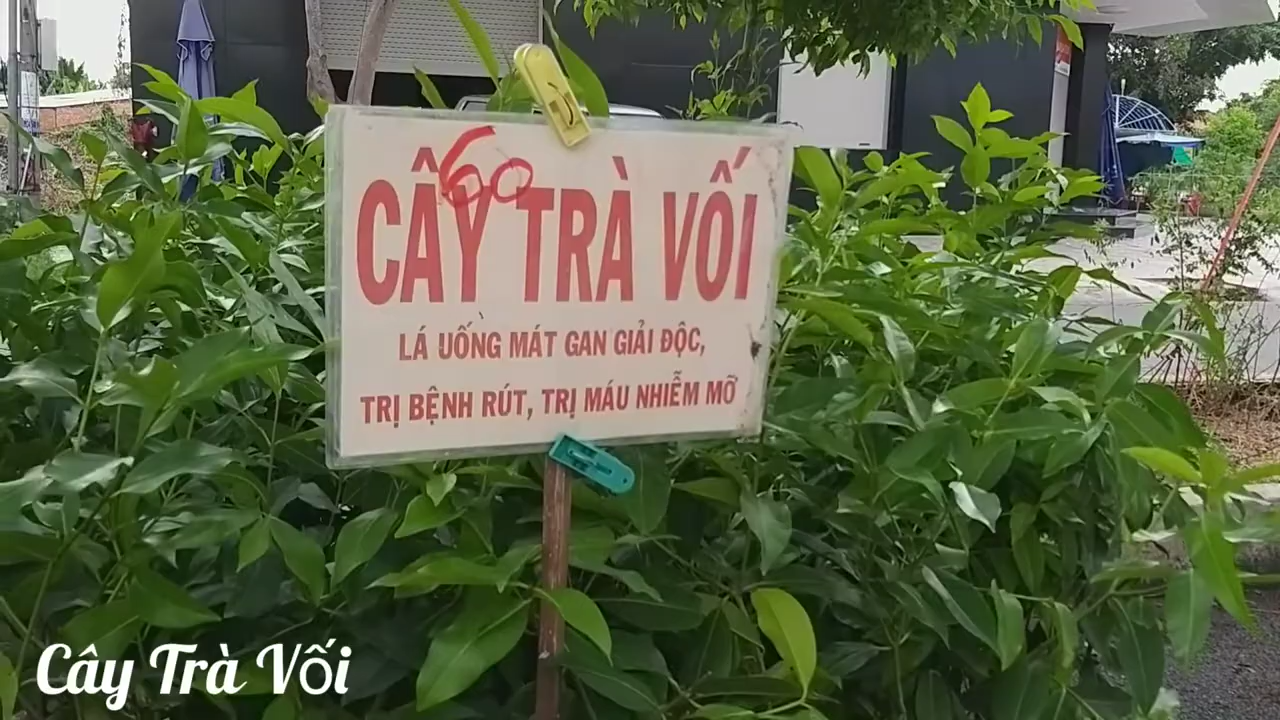 60
CÂY TRÀ VỐI
LÁ UỐNG MÁT GAN GIẢI ĐỘC,
TRỊ BỆNH RÚT, TRỊ MÁU NHIỄM MỠ
Cây Trà Vối